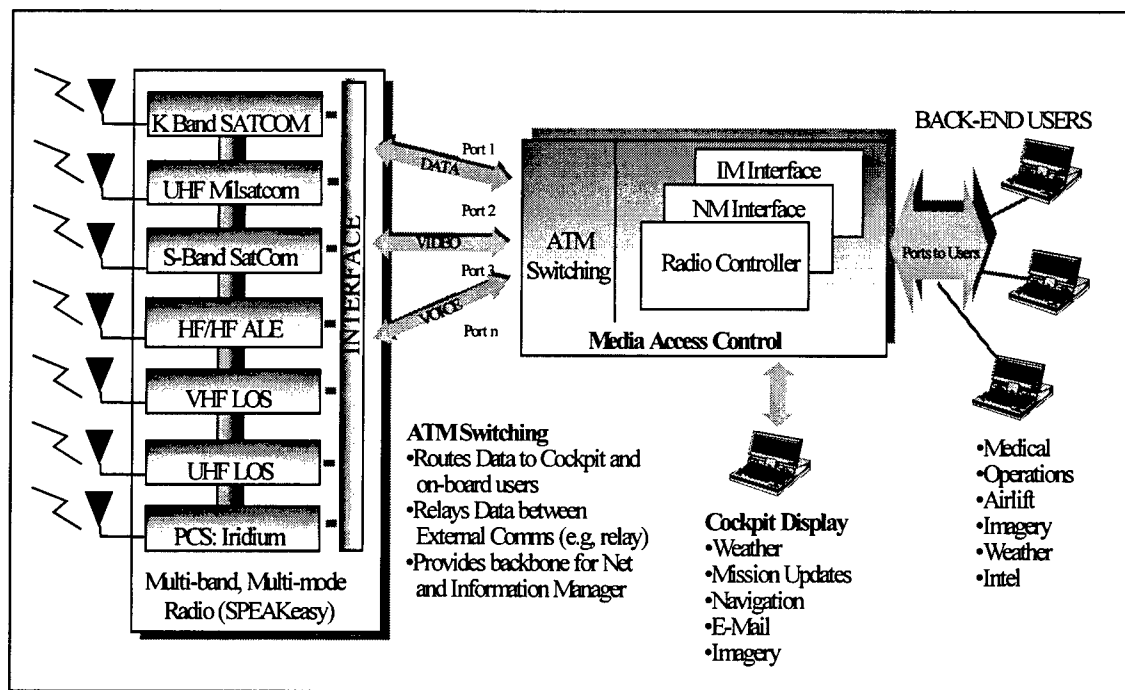 K Band SATCOM
UHF Milsatcom
S-Band SatCom
HF/HF ALE
VHF LOS
UHF LOS
PCS: Iridium
INTERFACE
Multi-band, Multi-mode
Radio (SPEAKeasy)
Port 1
DATA
Port 2
VIDEO
Port 3
VOICE
Port n
ATM
Switching
IM Interface
NM Interface
Radio Controller
Media Access Control
BACK-END USERS
Ports to Users
ATM Switching
•Routes Data to Cockpit and
on-board users
•Relays Data between
External Comms (e.g, relay)
•Provides backbone for Net
and Information Manager
Cockpit Display
•Weather
•Mission Updates
•Navigation
•E-Mail
•Imagery
•Medical
•Operations
•Airlift
•Imagery
•Weather
•Intel